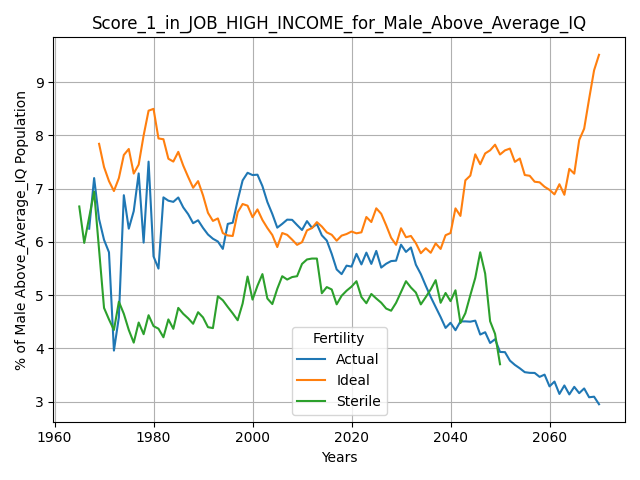 Score_1_in_JOB_HIGH_INCOME_for_Male_Above_Average_IQ
% of Male Above_Average_IQ Population
9
8
7
6
5
4
3
Fertility
Actual
Ideal
Sterile
1960 1980 2000 2020 2040 2060
Years